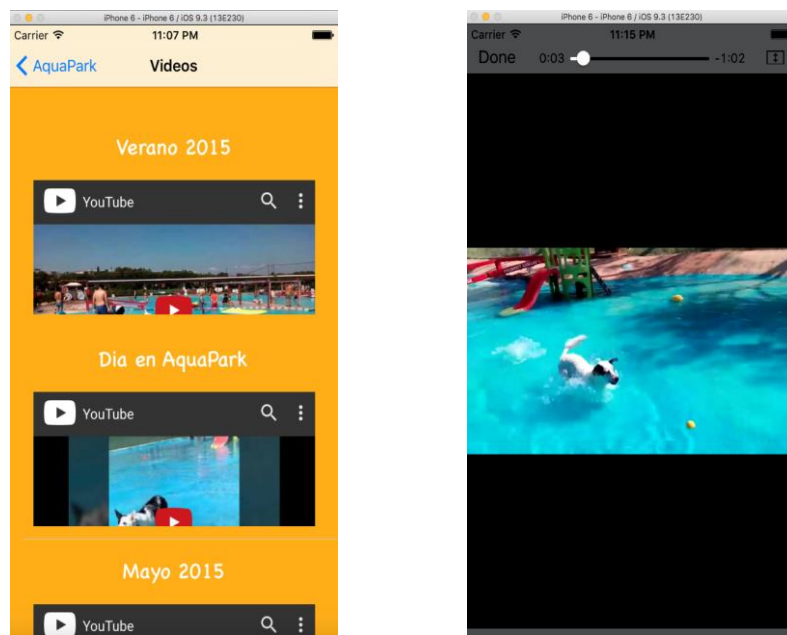 iPhone 6 - iPhone 6 / iOS 9.3 (13E230)
Carrier 11:07 PM
AquaPark Videos
Verano 2015
YouTube
Dia en AquaPark
YouTube
Mayo 2015
YouTube
iPhone 6 - iPhone 6 / iOS 9.3 (13E230)
Carrier 11:15 PM
Done 0:03 -1:02